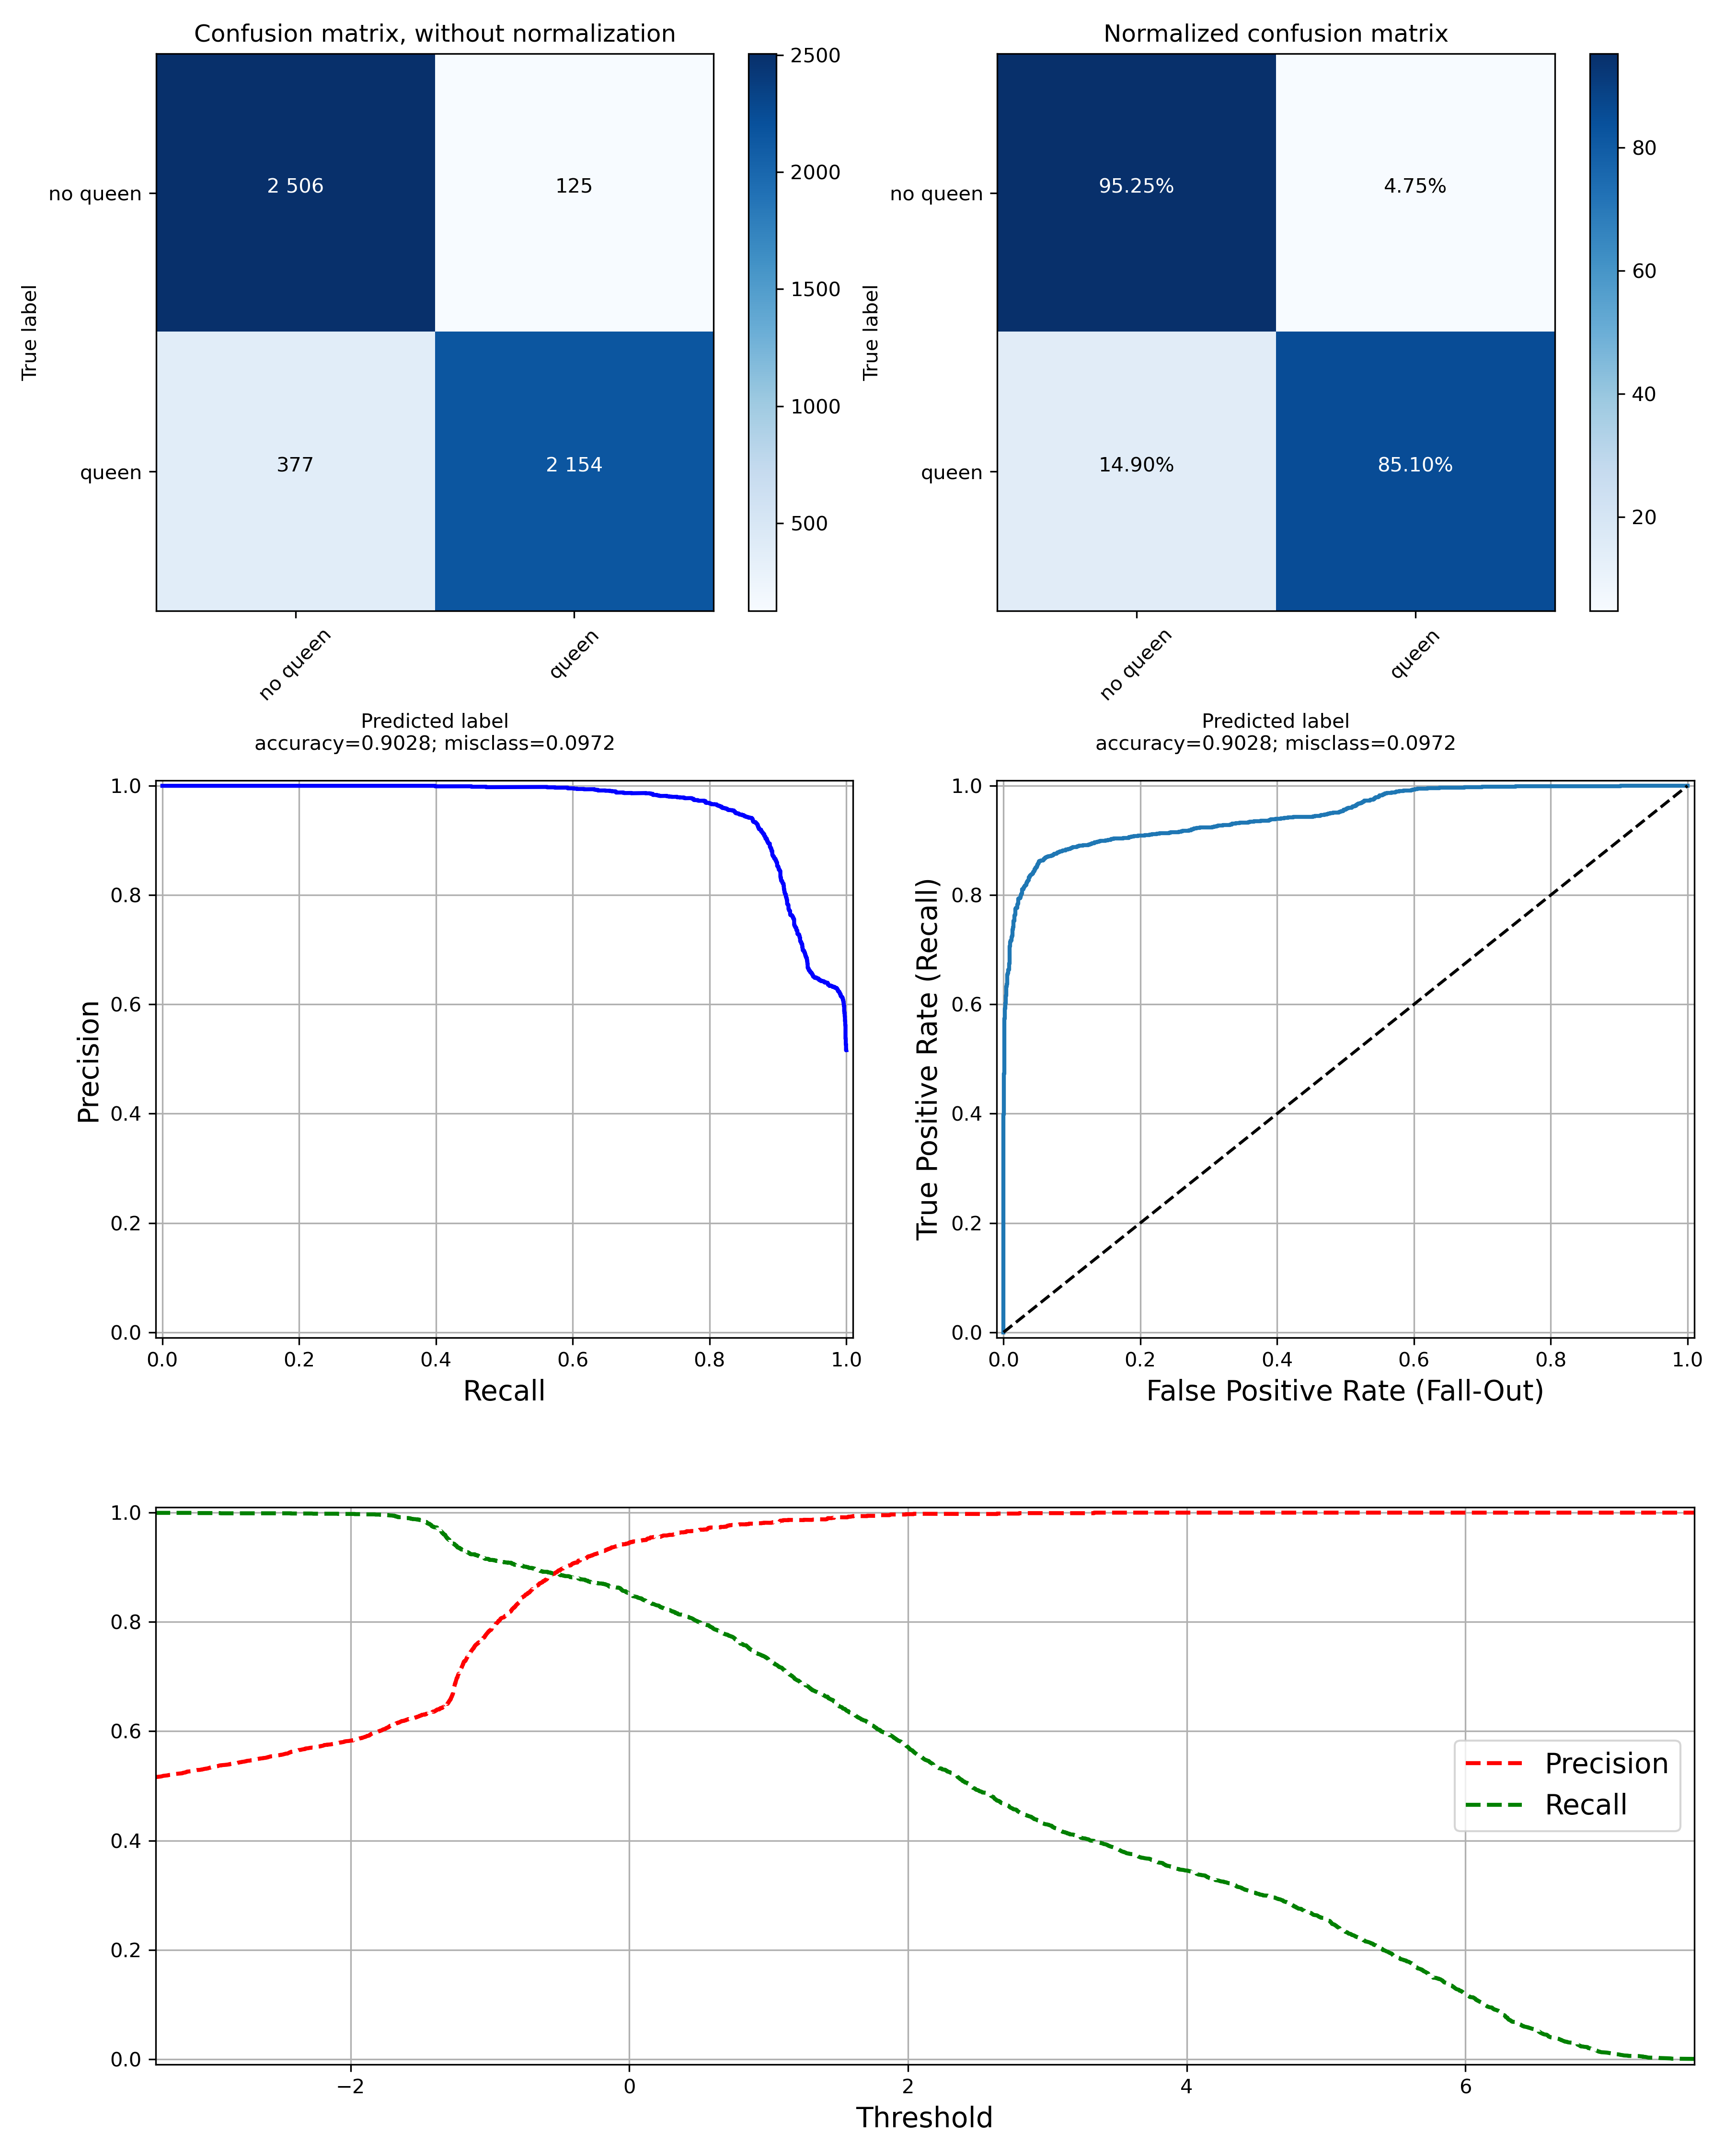 Confusion matrix, without normalization
no queen
queen
True label
2 506
125
377
2 154
2500
2000
1500
1000
500
no queen
queen
Predicted label
accuracy=0.9028; misclass=0.0972
Normalized confusion matrix
no queen
queen
True label
95.25%
4.75%
14.90%
85.10%
80
60
40
20
no queen
queen
Predicted label
accuracy=0.9028; misclass=0.0972
1.0
0.8
0.6
0.4
0.2
0.0
Precision
0.0 0.2 0.4 0.6 0.8 1.0
Recall
1.0
0.8
0.6
0.4
0.2
0.0
True Positive Rate (Recall)
0.0 0.2 0.4 0.6 0.8 1.0
False Positive Rate (Fall-Out)
1.0
0.8
0.6
0.4
0.2
0.0
Precision
Recall
−2 0 2 4 6
Threshold